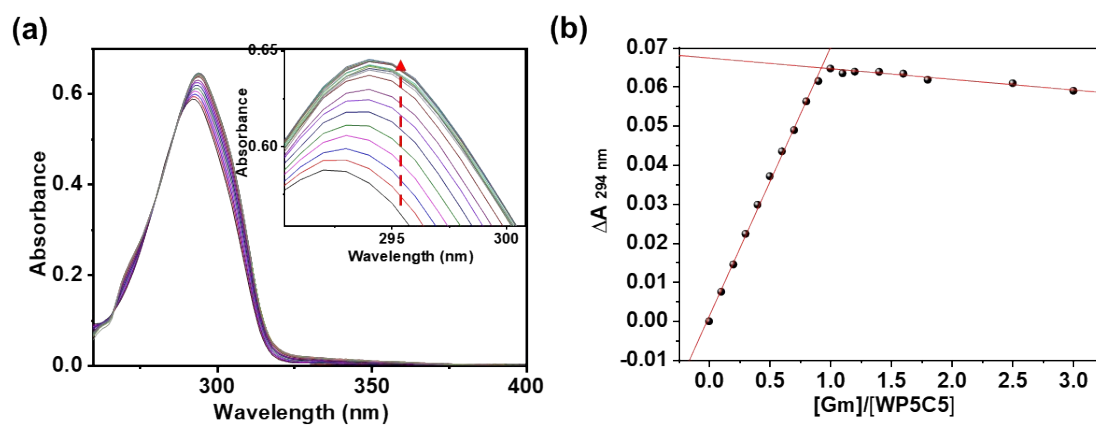 (a)
Absorbance
0.6
0.4
0.2
0.0
300
350
400
Wavelength (nm)
Absorbance
0.65
0.60
295
300
Wavelength (nm)
(b)
ΔA 294 nm
0.07
0.06
0.05
0.04
0.03
0.02
0.01
0.00
-0.01
0.0 0.5 1.0 1.5 2.0 2.5 3.0
[Gm]/[WP5C5]